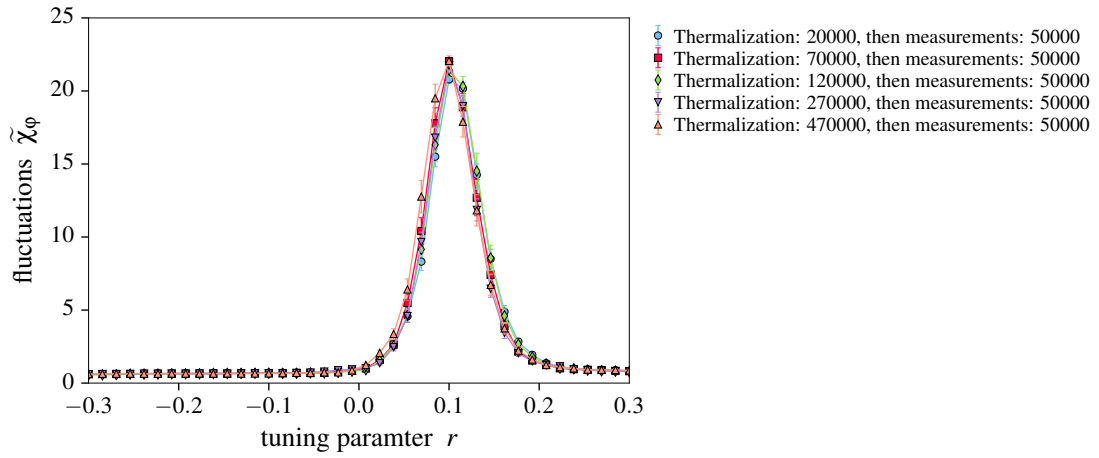 25
20
15
10
5
0
fluctuations χ̃φ
−0.3
−0.2
−0.1
0.0
0.1
0.2
0.3
tuning paramter r
Thermalization: 20000, then measurements: 50000
Thermalization: 70000, then measurements: 50000
Thermalization: 120000, then measurements: 50000
Thermalization: 270000, then measurements: 50000
Thermalization: 470000, then measurements: 50000